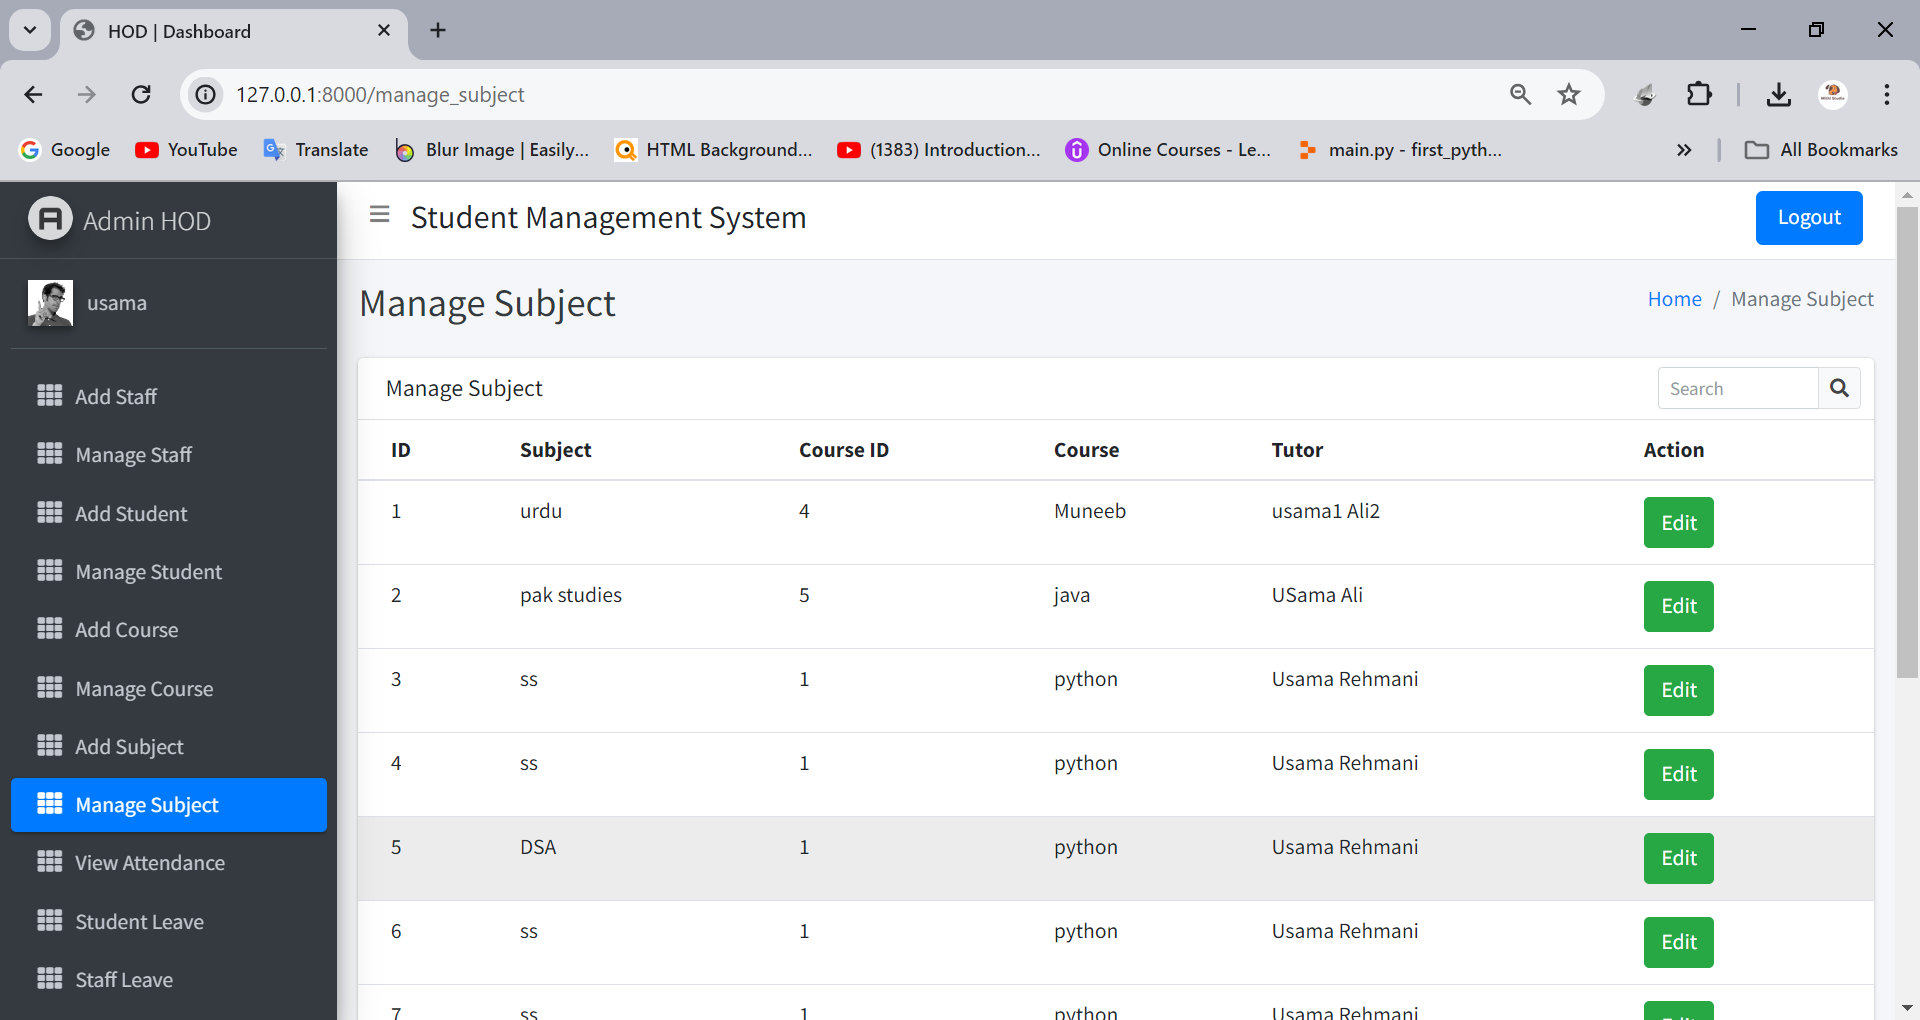 HOD | Dashboard
127.0.0.1:8000/manage_subject
Google YouTube Translate Blur Image | Easily... HTML Background... (1383) Introduction... Online Courses - Le... main.py - first_pyth... » All Bookmarks
Admin HOD
Student Management System
Logout
usama
Manage Subject
Home / Manage Subject
Add Staff
Manage Staff
Add Student
Manage Student
Add Course
Manage Course
Add Subject
Manage Subject
View Attendance
Student Leave
Staff Leave
Manage Subject
Search
ID Subject Course ID Course Tutor Action
1 urdu 4 Muneeb usama1 Ali2 Edit
2 pak studies 5 java USama Ali Edit
3 ss 1 python Usama Rehmani Edit
4 ss 1 python Usama Rehmani Edit
5 DSA 1 python Usama Rehmani Edit
6 ss 1 python Usama Rehmani Edit
7 ss 1 python Usama Rehmani